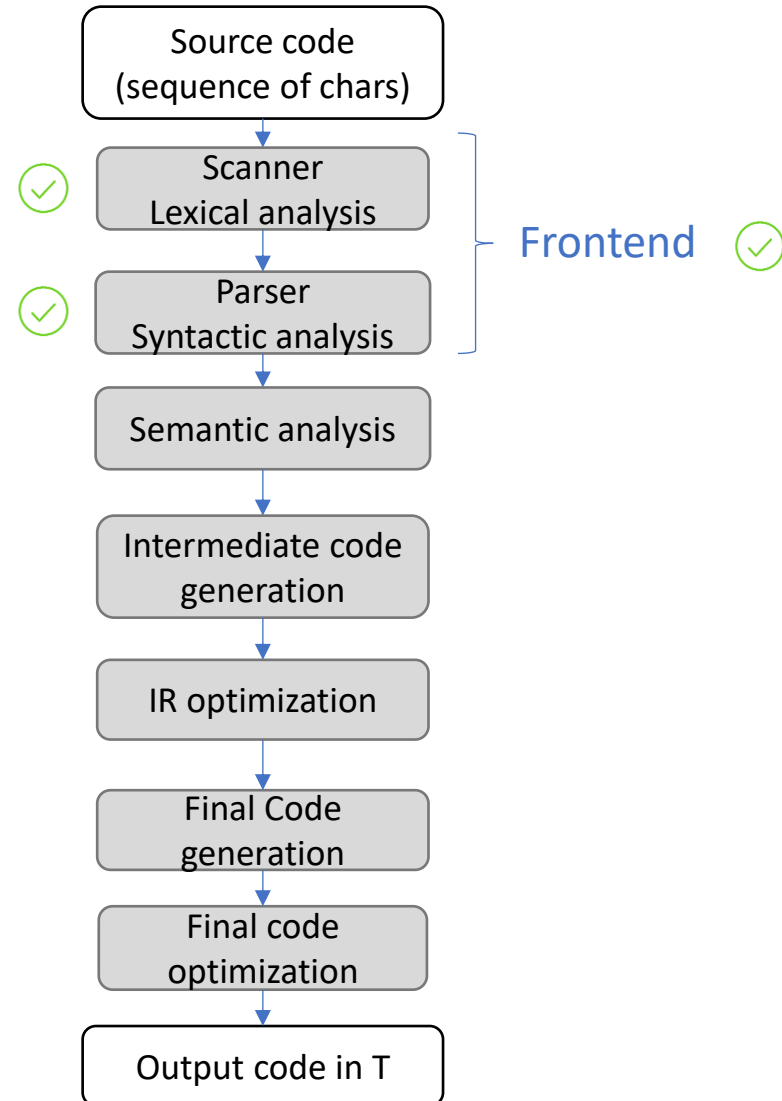 Source code
(sequence of chars)
Scanner
Lexical analysis
Frontend
Parser
Syntactic analysis
Semantic analysis
Intermediate code
generation
IR optimization
Final Code
generation
Final code
optimization
Output code in T